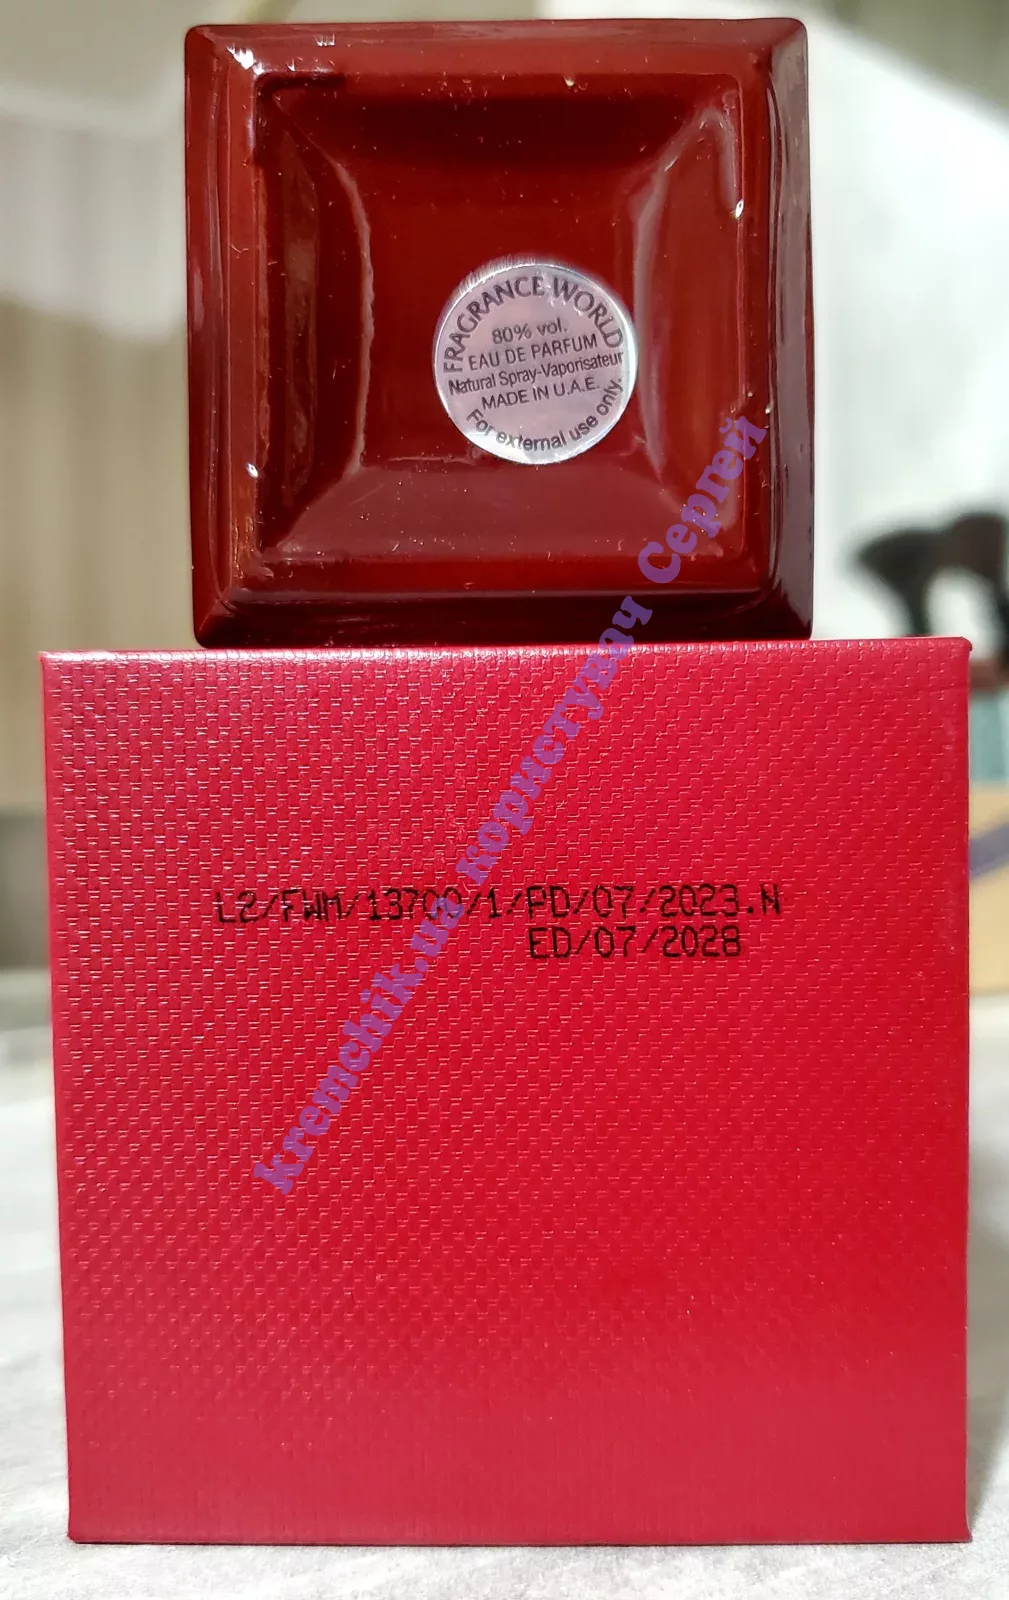 FRAGRANCE WORLD
80% vol.
EAU DE PARFUM
Natural Spray-Vaporisateur
MADE IN U.A.E.
For external use only.
L2/FWM/13700/1/PD/07/2023.N
ED/07/2028
kremchik.ua користувач Сергей